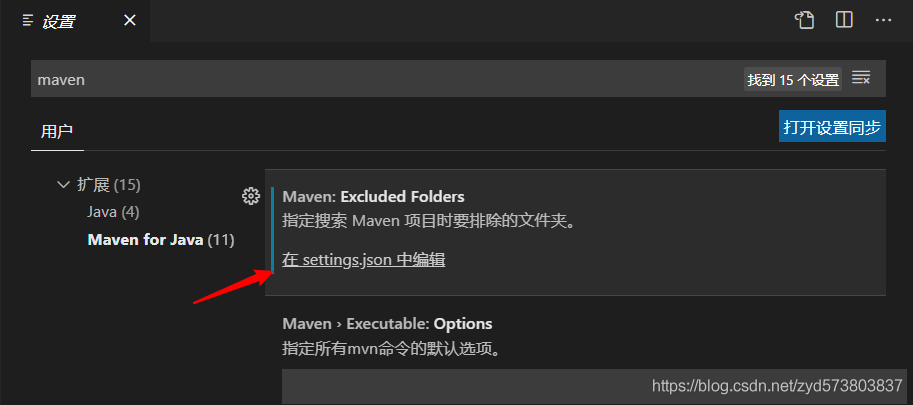 设置
maven
找到 15 个设置
用户
打开设置同步
扩展 (15)
Java (4)
Maven for Java (11)
Maven: Excluded Folders
指定搜索 Maven 项目时要排除的文件夹。
在 settings.json 中编辑
Maven › Executable: Options
指定所有mvn命令的默认选项。
https://blog.csdn.net/zyd573803837